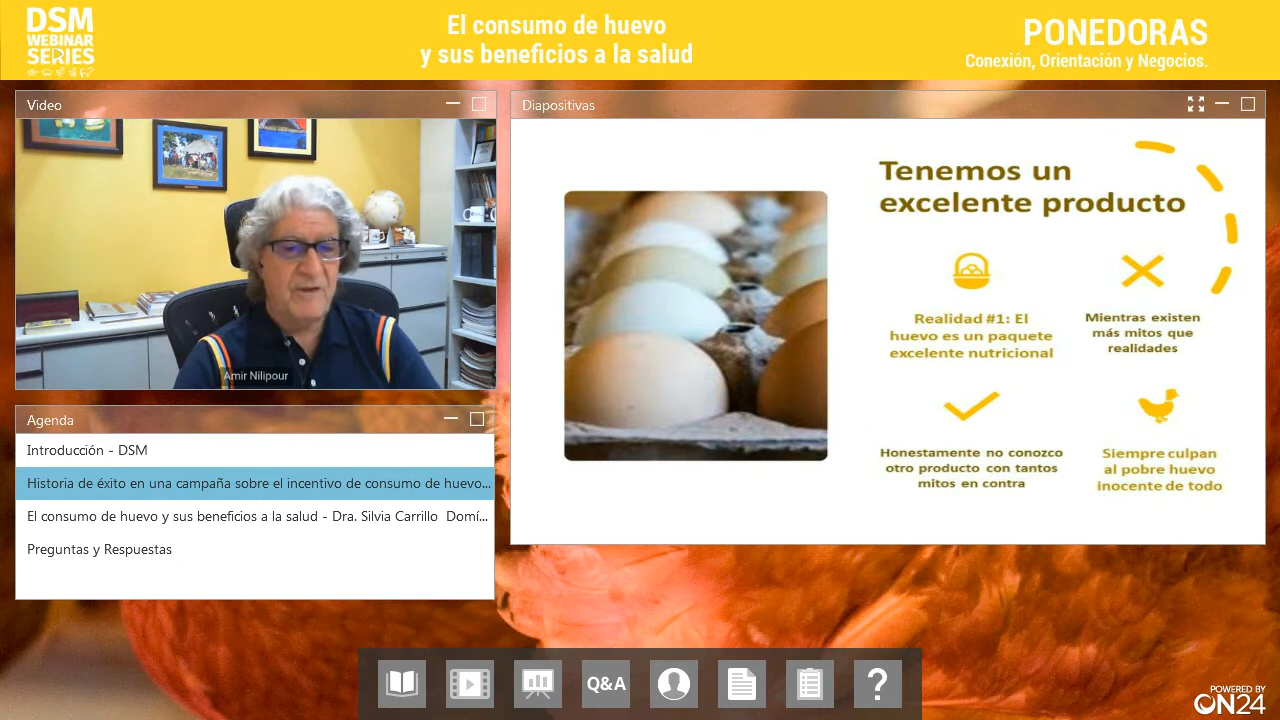 DSM
WEBINAR
SERIES
El consumo de huevo
y sus beneficios a la salud
PONEDORAS
Conexión, Orientación y Negocios.
Video
Amir Nilipour
Diapositivas
Tenemos un
excelente producto
Realidad #1: El
huevo es un paquete
excelente nutricional
Mientras existen
más mitos que
realidades
Honestamente no conozco
otro producto con tantos
mitos en contra
Siempre culpan
al pobre huevo
inocente de todo
Agenda
Introducción - DSM
Historia de éxito en una campaña sobre el incentivo de consumo de huevo...
El consumo de huevo y sus beneficios a la salud - Dra. Silvia Carrillo Domí...
Preguntas y Respuestas
Q&A
?
POWERED BY
ON24